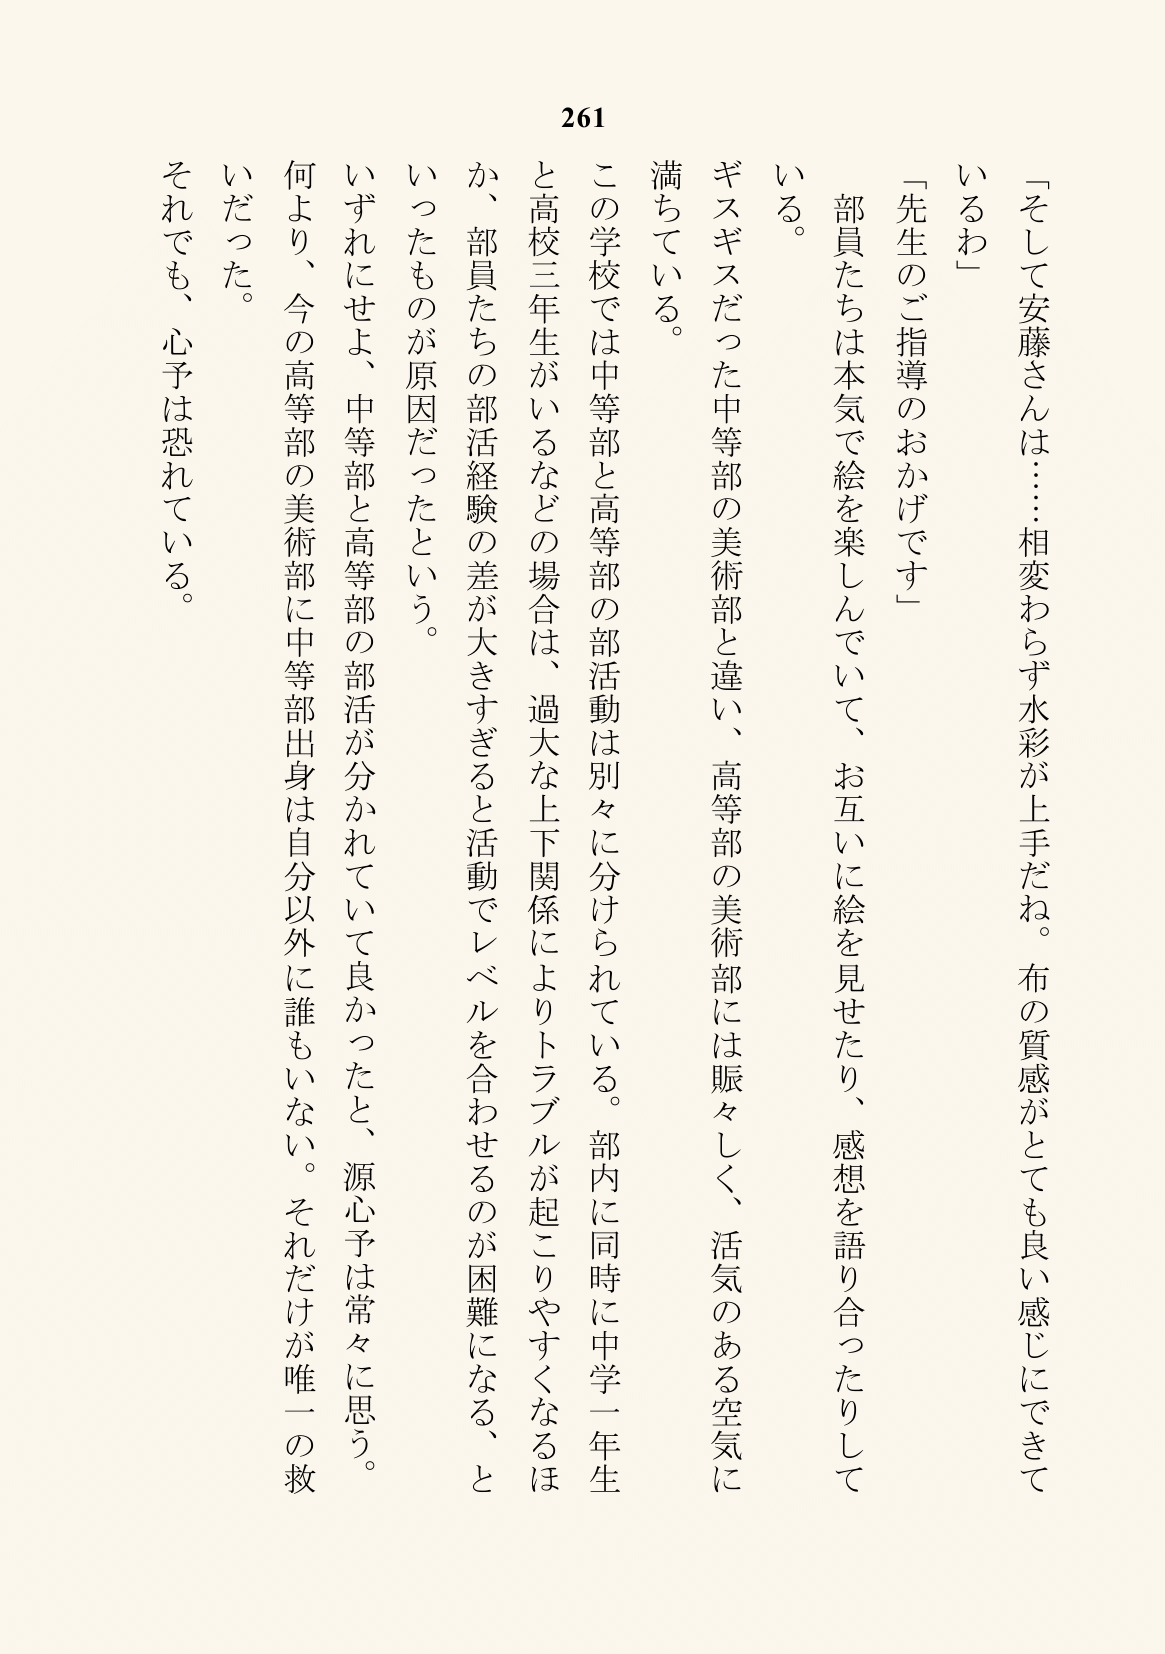 261
「そして安藤さんは……相変わらず水彩が上手だね。布の質感がとても良い感じにできて
いるわ」
「先生のご指導のおかげです」
　部員たちは本気で絵を楽しんでいて、お互いに絵を見せたり、感想を語り合ったりして
いる。
ギスギスだった中等部の美術部と違い、高等部の美術部には賑々しく、活気のある空気に
満ちている。
この学校では中等部と高等部の部活動は別々に分けられている。部内に同時に中学一年生
と高校三年生がいるなどの場合は、過大な上下関係によりトラブルが起こりやすくなるほ
か、部員たちの部活経験の差が大きすぎると活動でレベルを合わせるのが困難になる、と
いったものが原因だったという。
いずれにせよ、中等部と高等部の部活が分かれていて良かったと、源心予は常々に思う。
何より、今の高等部の美術部に中等部出身は自分以外に誰もいない。それだけが唯一の救
いだった。
それでも、心予は恐れている。